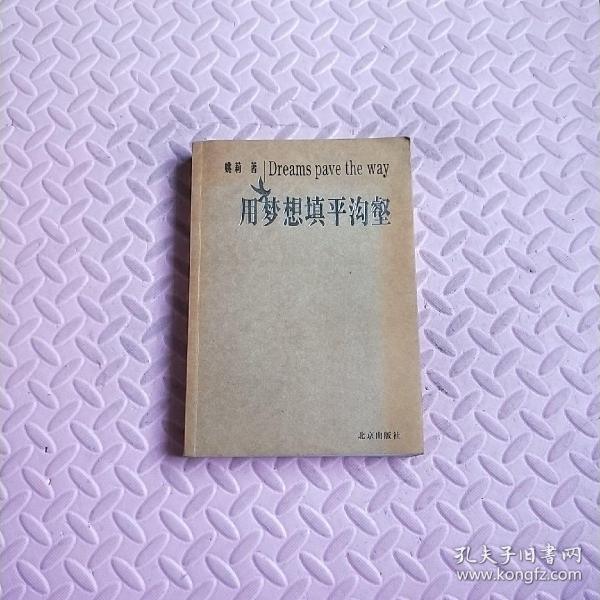 姚莉 著 Dreams pave the way
用梦想填平沟壑
北京出版社
孔夫子旧书网
www.kongfz.com